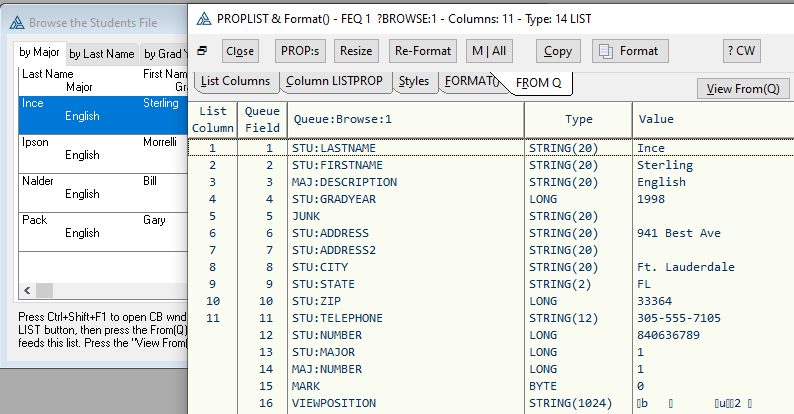 Browse the Students File
by Major by Last Name by Grad Y
Last Name First Nam
Major Gr
Ince Sterling
English
Ipson Morrelli
English
Nalder Bill
English
Pack Gary
English
Press Ctrl+Shift+F1 to open CB wnd
LIST button, then press the From(Q)
feeds this list. Press the "View From(
PROPLIST & Format() - FEQ 1 ?BROWSE:1 - Columns: 11 - Type: 14 LIST
Close PROP:s Resize Re-Format M | All Copy Format ? CW
List Columns Column LISTPROP Styles FORMAT() FROM Q View From(Q)
List Queue
Column Field Queue:Browse:1 Type Value
1 1 STU:LASTNAME STRING(20) Ince
2 2 STU:FIRSTNAME STRING(20) Sterling
3 3 MAJ:DESCRIPTION STRING(20) English
4 4 STU:GRADYEAR LONG 1998
5 5 JUNK STRING(20)
6 6 STU:ADDRESS STRING(20) 941 Best Ave
7 7 STU:ADDRESS2 STRING(20)
8 8 STU:CITY STRING(20) Ft. Lauderdale
9 9 STU:STATE STRING(2) FL
10 10 STU:ZIP LONG 33364
11 11 STU:TELEPHONE STRING(12) 305-555-7105
12 STU:NUMBER LONG 840636789
13 STU:MAJOR LONG 1
14 MAJ:NUMBER LONG 1
15 MARK BYTE 0
16 VIEWPOSITION STRING(1024)